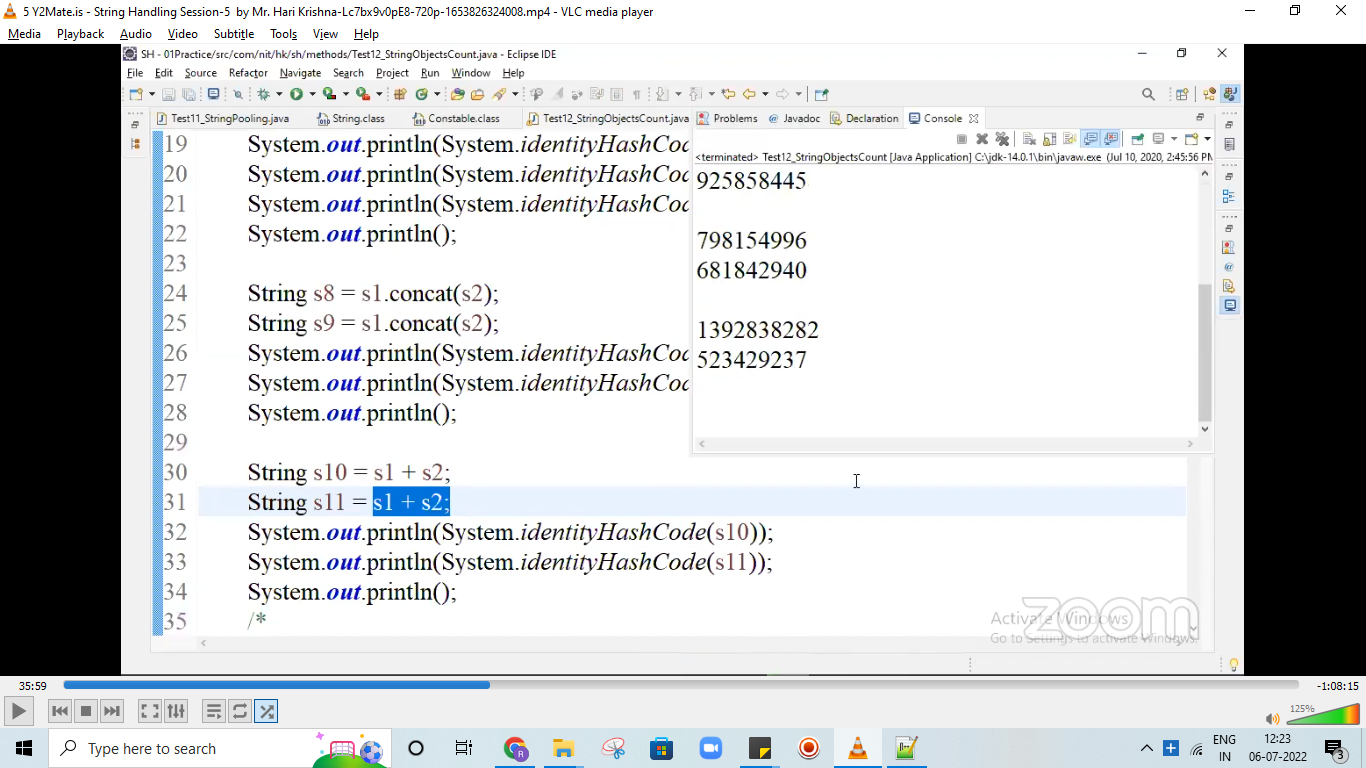 5 Y2Mate.is - String Handling Session-5 by Mr. Hari Krishna-Lc7bx9v0pE8-720p-1653826324008.mp4 - VLC media player
Media Playback Audio Video Subtitle Tools View Help
SH - 01Practice/src/com/nit/hk/sh/methods/Test12_StringObjectsCount.java - Eclipse IDE
File Edit Source Refactor Navigate Search Project Run Window Help
Test11_StringPooling.java String.class Constable.class Test12_StringObjectsCount.java Problems Javadoc Declaration Console
<terminated> Test12_StringObjectsCount [Java Application] C:\jdk-14.0.1\bin\javaw.exe (Jul 10, 2020, 2:45:56 PM
19 System.out.println(System.identityHashCod
20 System.out.println(System.identityHashCod
21 System.out.println(System.identityHashCod
22 System.out.println();
23
24 String s8 = s1.concat(s2);
25 String s9 = s1.concat(s2);
26 System.out.println(System.identityHashCod
27 System.out.println(System.identityHashCod
28 System.out.println();
29
30 String s10 = s1 + s2;
31 String s11 = s1 + s2;
32 System.out.println(System.identityHashCode(s10));
33 System.out.println(System.identityHashCode(s11));
34 System.out.println();
35 /*
925858445
798154996
681842940
1392838282
523429237
zoom
Activate Windows
Go to Settings to activate Windows.
35:59
-1:08:15
125%
Type here to search
ENG
IN
12:23
06-07-2022
3